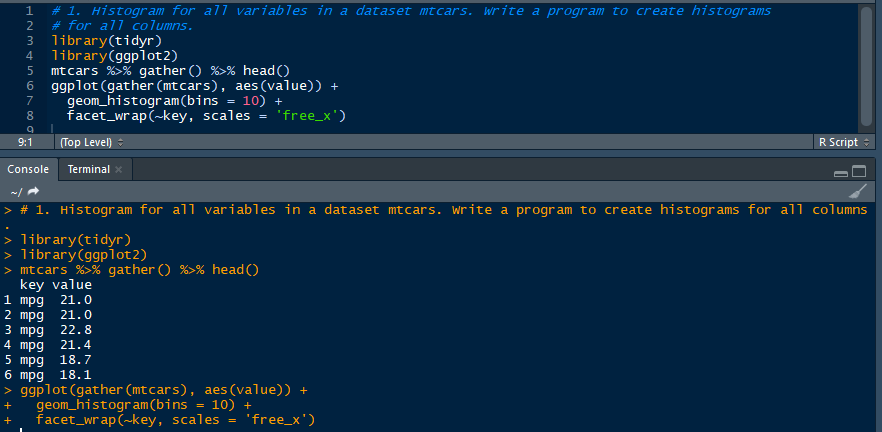 1 # 1. Histogram for all variables in a dataset mtcars. Write a program to create histograms
2 # for all columns.
3 library(tidyr)
4 library(ggplot2)
5 mtcars %>% gather() %>% head()
6 ggplot(gather(mtcars), aes(value)) +
7   geom_histogram(bins = 10) +
8   facet_wrap(~key, scales = 'free_x')
9
9:1 (Top Level) R Script
Console Terminal
~/
> # 1. Histogram for all variables in a dataset mtcars. Write a program to create histograms for all columns
.
> library(tidyr)
> library(ggplot2)
> mtcars %>% gather() %>% head()
  key value
1 mpg  21.0
2 mpg  21.0
3 mpg  22.8
4 mpg  21.4
5 mpg  18.7
6 mpg  18.1
> ggplot(gather(mtcars), aes(value)) +
+   geom_histogram(bins = 10) +
+   facet_wrap(~key, scales = 'free_x')